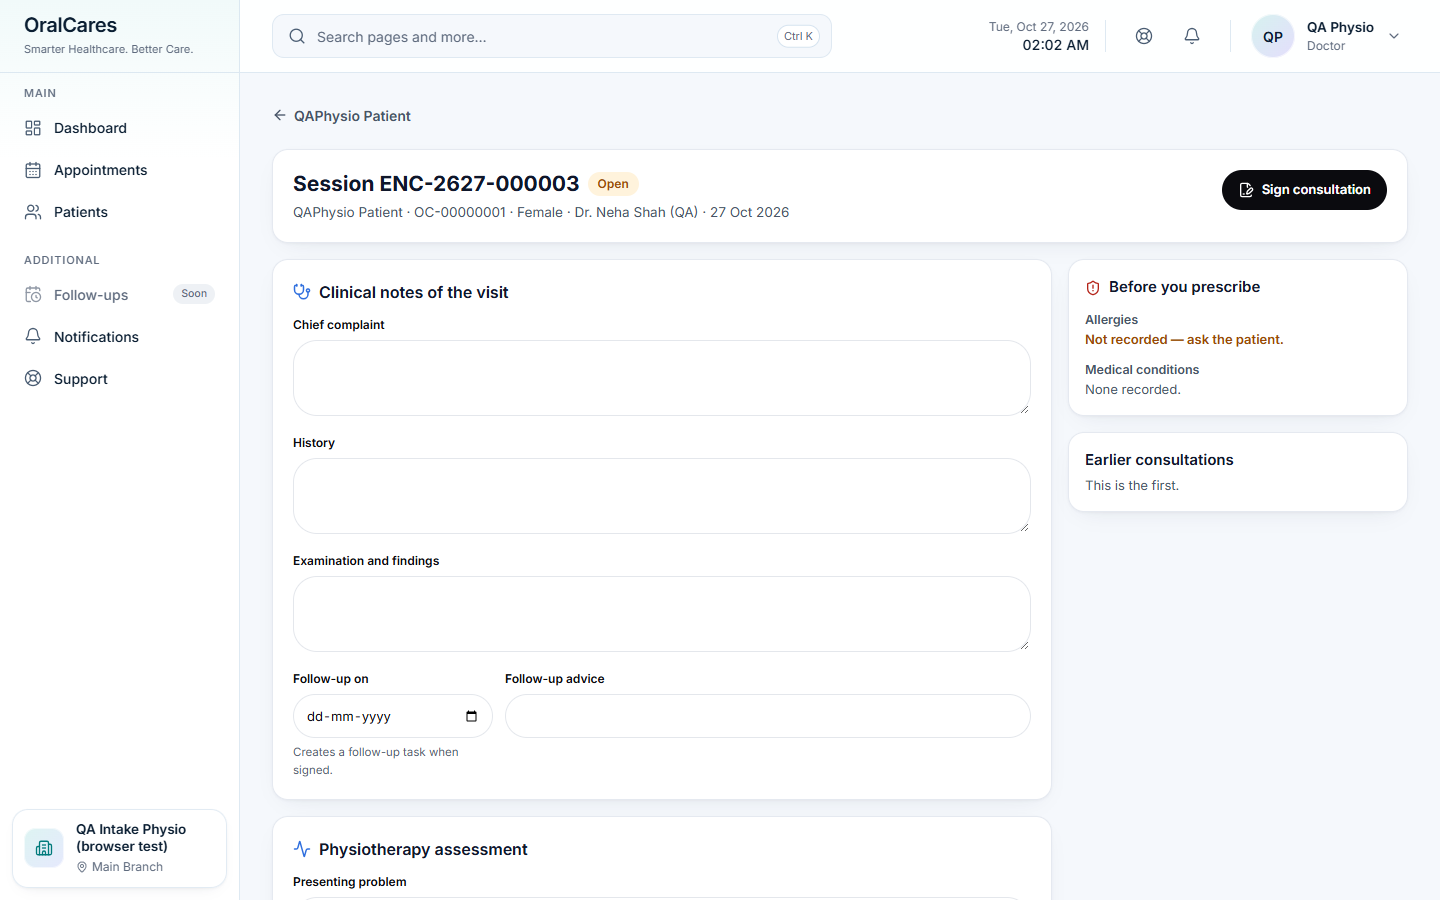 OralCares
Smarter Healthcare. Better Care.
MAIN
Dashboard
Appointments
Patients
ADDITIONAL
Follow-ups
Soon
Notifications
Support
QA Intake Physio
(browser test)
Main Branch
Search pages and more...
Ctrl K
Tue, Oct 27, 2026
02:02 AM
QP
QA Physio
Doctor
QAPhysio Patient
Session ENC-2627-000003
Open
QAPhysio Patient · OC-00000001 · Female · Dr. Neha Shah (QA) · 27 Oct 2026
Sign consultation
Clinical notes of the visit
Chief complaint
History
Examination and findings
Follow-up on
Follow-up advice
dd-mm-yyyy
Creates a follow-up task when
signed.
Physiotherapy assessment
Presenting problem
Before you prescribe
Allergies
Not recorded — ask the patient.
Medical conditions
None recorded.
Earlier consultations
This is the first.